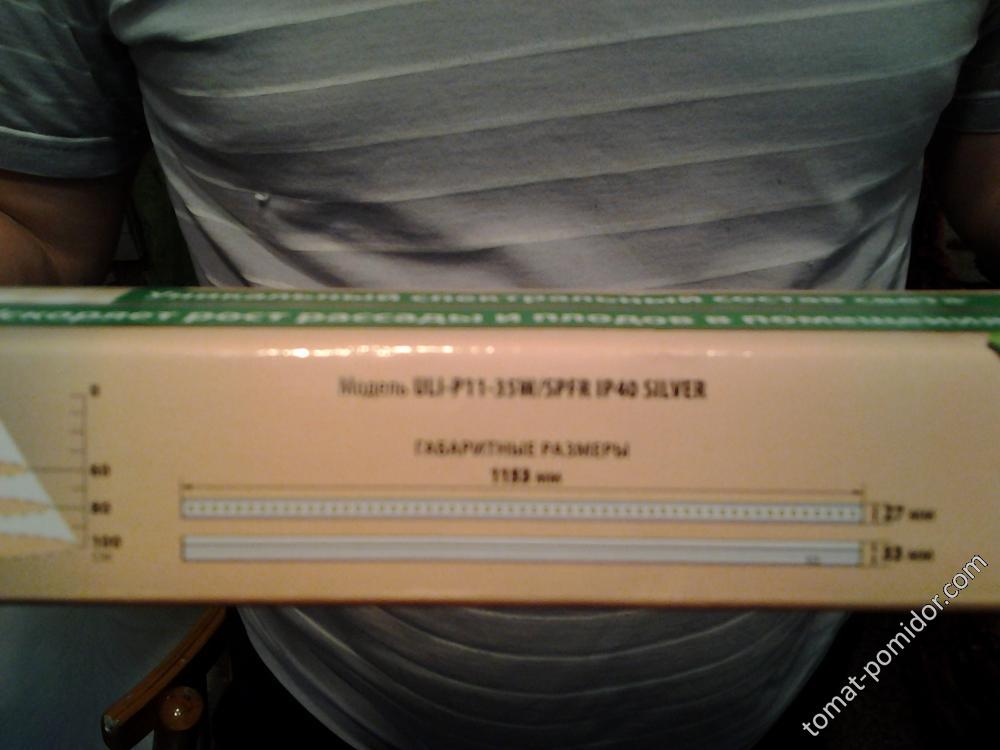 Уникальный спектральный состав света
ускоряет рост рассады и плодов в помещении
Модель ULI-P11-35W/SPFR IP40 SILVER
ГАБАРИТНЫЕ РАЗМЕРЫ
1153 мм
0
27 мм
60
80
33 мм
100
см
tomat-pomidor.com